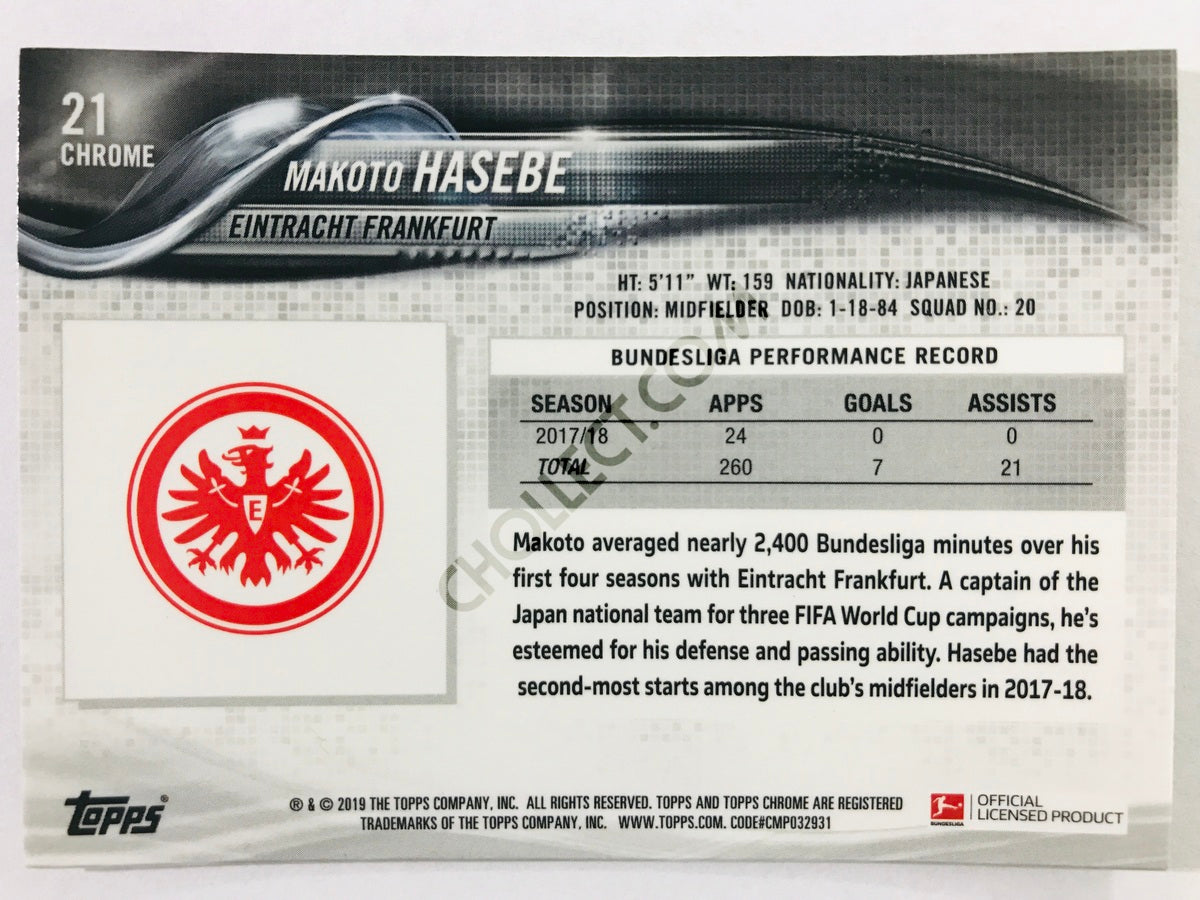 21
CHROME
MAKOTO HASEBE
EINTRACHT FRANKFURT
HT: 5'11" WT: 159 NATIONALITY: JAPANESE
POSITION: MIDFIELDER DOB: 1-18-84 SQUAD NO.: 20
BUNDESLIGA PERFORMANCE RECORD
SEASON APPS GOALS ASSISTS
2017/18 24 0 0
TOTAL 260 7 21
E
Makoto averaged nearly 2,400 Bundesliga minutes over his
first four seasons with Eintracht Frankfurt. A captain of the
Japan national team for three FIFA World Cup campaigns, he's
esteemed for his defense and passing ability. Hasebe had the
second-most starts among the club's midfielders in 2017-18.
CHOLLECT.COM
Topps®
® & © 2019 THE TOPPS COMPANY, INC. ALL RIGHTS RESERVED. TOPPS AND TOPPS CHROME ARE REGISTERED
TRADEMARKS OF THE TOPPS COMPANY, INC. WWW.TOPPS.COM. CODE#CMP032931
BUNDESLIGA
OFFICIAL
LICENSED PRODUCT